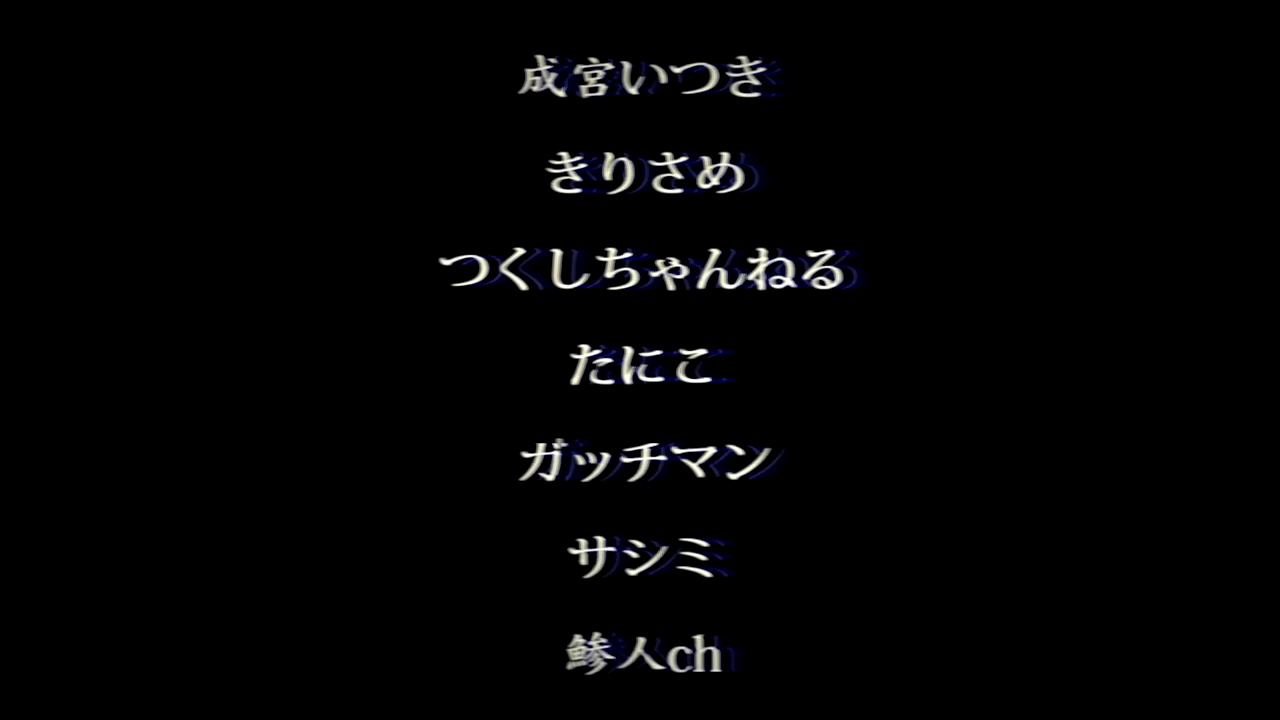 成宮いつき
きりさめ
つくしちゃんねる
だにこ
ガッチマン
サシミ
鯵人ch